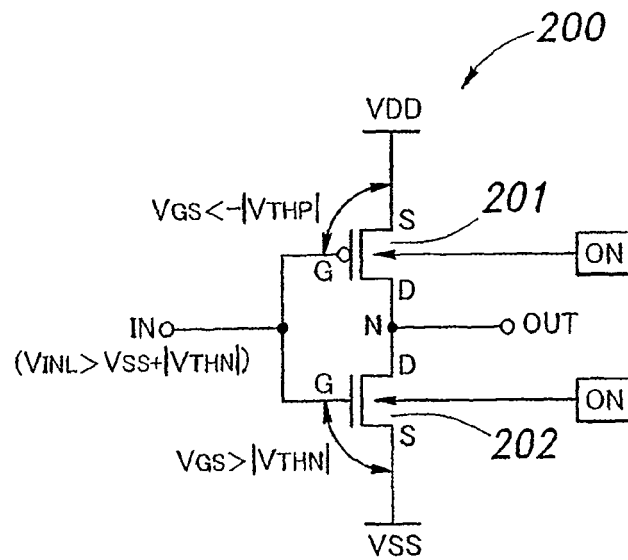 200
VDD
VGS<-|VTHP|
S
201
G
ON
D
IN
N
OUT
(VINL>VSS+|VTHN|)
D
G
ON
S
202
VGS>|VTHN|
VSS